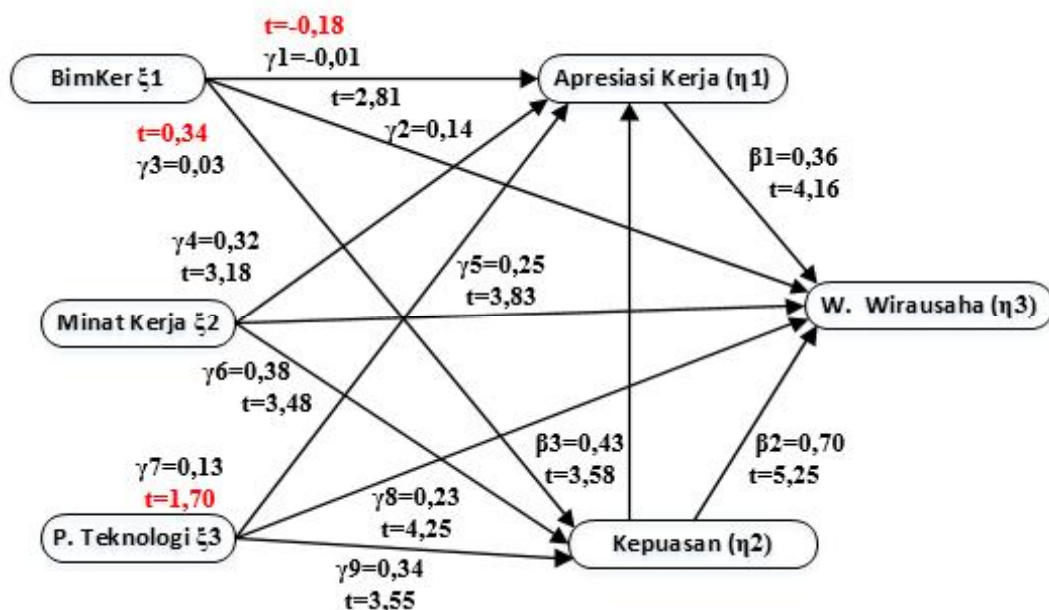 t=-0,18
γ1=-0,01
BimKer ξ1
Apresiasi Kerja (η1)
t=2,81
γ2=0,14
t=0,34
γ3=0,03
β1=0,36
t=4,16
γ4=0,32
t=3,18
γ5=0,25
t=3,83
W. Wirausaha (η3)
Minat Kerja ξ2
γ6=0,38
t=3,48
β3=0,43
t=3,58
β2=0,70
t=5,25
γ7=0,13
t=1,70
γ8=0,23
t=4,25
P. Teknologi ξ3
Kepuasan (η2)
γ9=0,34
t=3,55